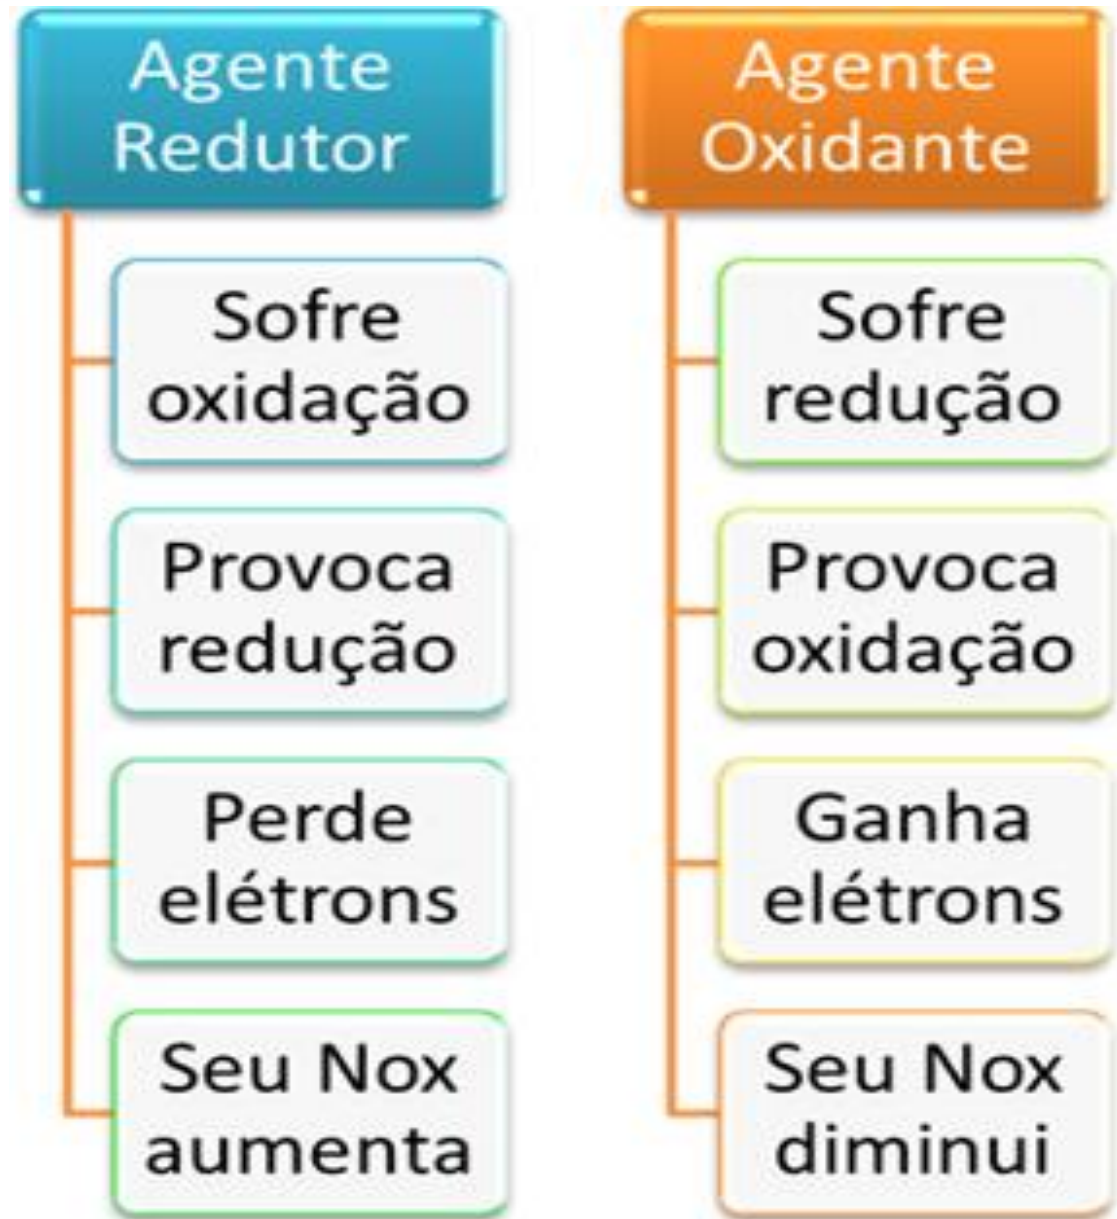 Agente
Redutor
Sofre
oxidação
Provoca
redução
Perde
elétrons
Seu Nox
aumenta
Agente
Oxidante
Sofre
redução
Provoca
oxidação
Ganha
elétrons
Seu Nox
diminui